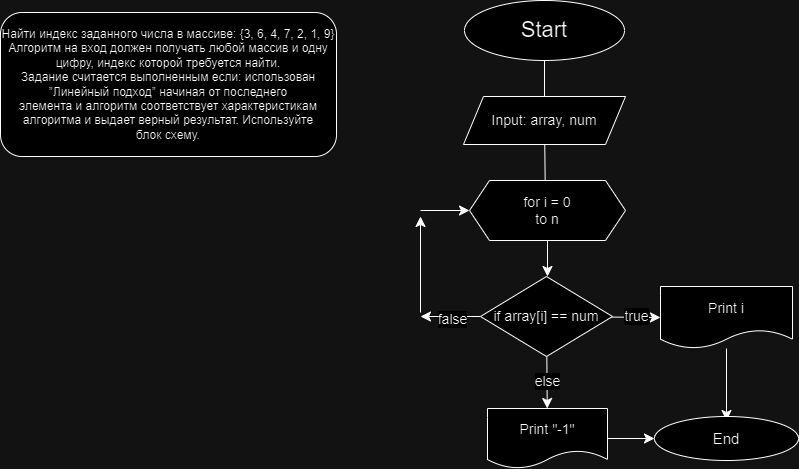 Найти индекс заданного числа в массиве: {3, 6, 4, 7, 2, 1, 9}
Алгоритм на вход должен получать любой массив и одну
цифру, индекс которой требуется найти.
Задание считается выполненным если: использован
"Линейный подход" начиная от последнего
элемента и алгоритм соответствует характеристикам
алгоритма и выдает верный результат. Используйте
блок схему.
Start
Input: array, num
for i = 0
to n
if array[i] == num
false
true
Print i
else
Print "-1"
End